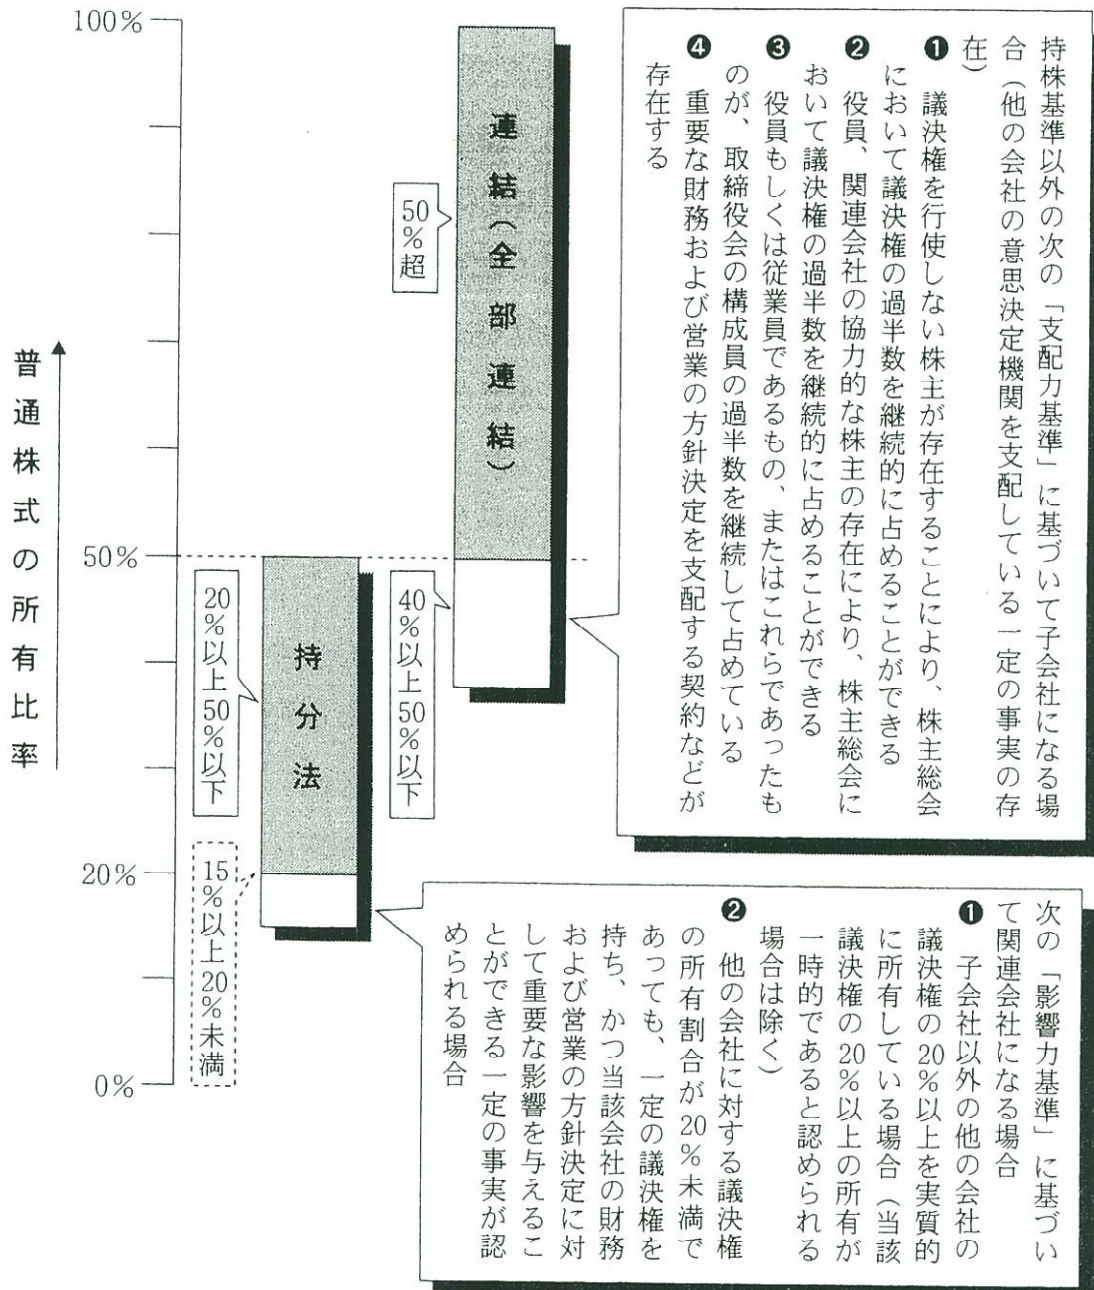 持株基準以外の次の「支配力基準」に基づいて子会社になる場
合（他の会社の意思決定機関を支配している一定の事実の存
在）
❶　議決権を行使しない株主が存在することにより、株主総会
において議決権の過半数を継続的に占めることができる
❷　役員、関連会社の協力的な株主の存在により、株主総会に
おいて議決権の過半数を継続的に占めることができる
❸　役員もしくは従業員であるもの、またはこれらであったも
のが、取締役会の構成員の過半数を継続して占めている
❹　重要な財務および営業の方針決定を支配する契約などが
存在する
連結（全部連結）
50％超
40％以上50％以下
持分法
20％以上50％以下
15％以上20％未満
次の「影響力基準」に基づい
て関連会社になる場合
❶　子会社以外の他の会社の
議決権の20％以上を実質的
に所有している場合（当該
議決権の20％以上の所有が
一時的であると認められる
場合は除く）
❷　他の会社に対する議決権
の所有割合が20％未満で
あっても、一定の議決権を
持ち、かつ当該会社の財務
および営業の方針決定に対
して重要な影響を与えるこ
とができる一定の事実が認
められる場合
100%
50%
20%
0%
普通株式の所有比率